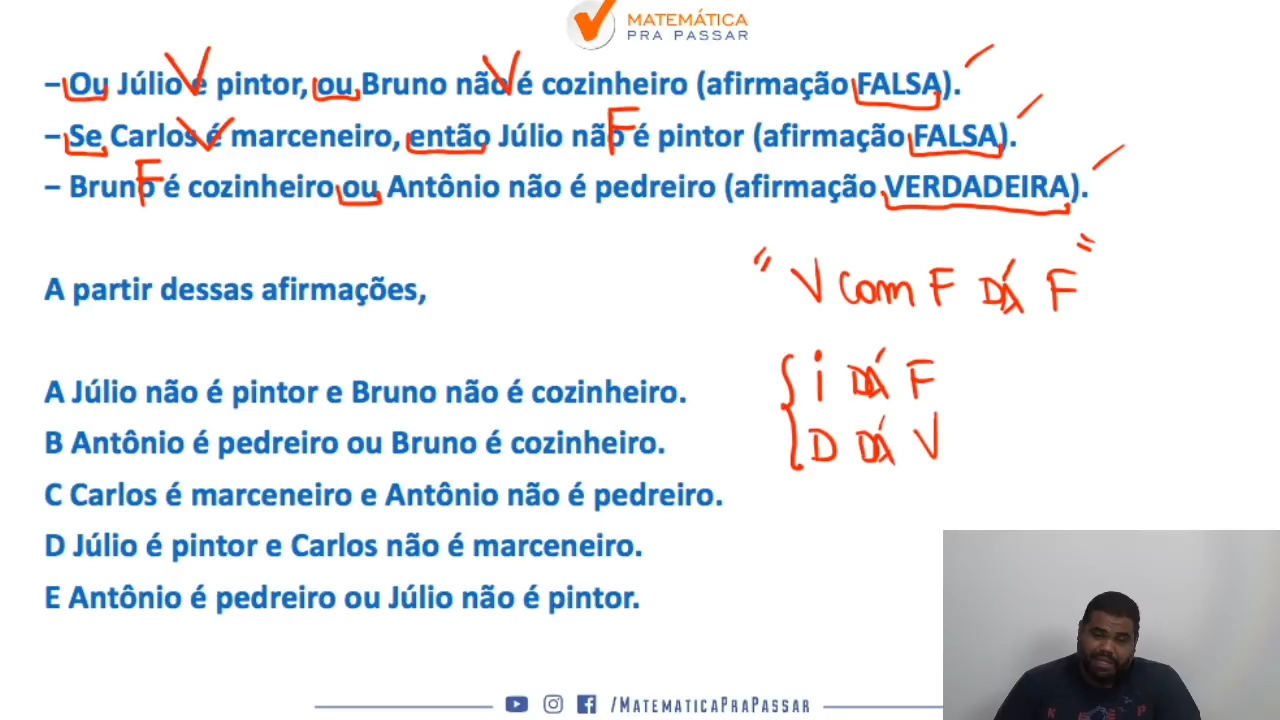 MATEMÁTICA
PRA PASSAR
– Ou Júlio é pintor, ou Bruno não é cozinheiro (afirmação FALSA).
V V
– Se Carlos é marceneiro, então Júlio não é pintor (afirmação FALSA).
V F
– Bruno é cozinheiro ou Antônio não é pedreiro (afirmação VERDADEIRA).
F
A partir dessas afirmações,
" V com F DÁ F "
A Júlio não é pintor e Bruno não é cozinheiro.
i DÁ F
B Antônio é pedreiro ou Bruno é cozinheiro.
D DÁ V
C Carlos é marceneiro e Antônio não é pedreiro.
D Júlio é pintor e Carlos não é marceneiro.
E Antônio é pedreiro ou Júlio não é pintor.
/MATEMATICAPRAPASSAR